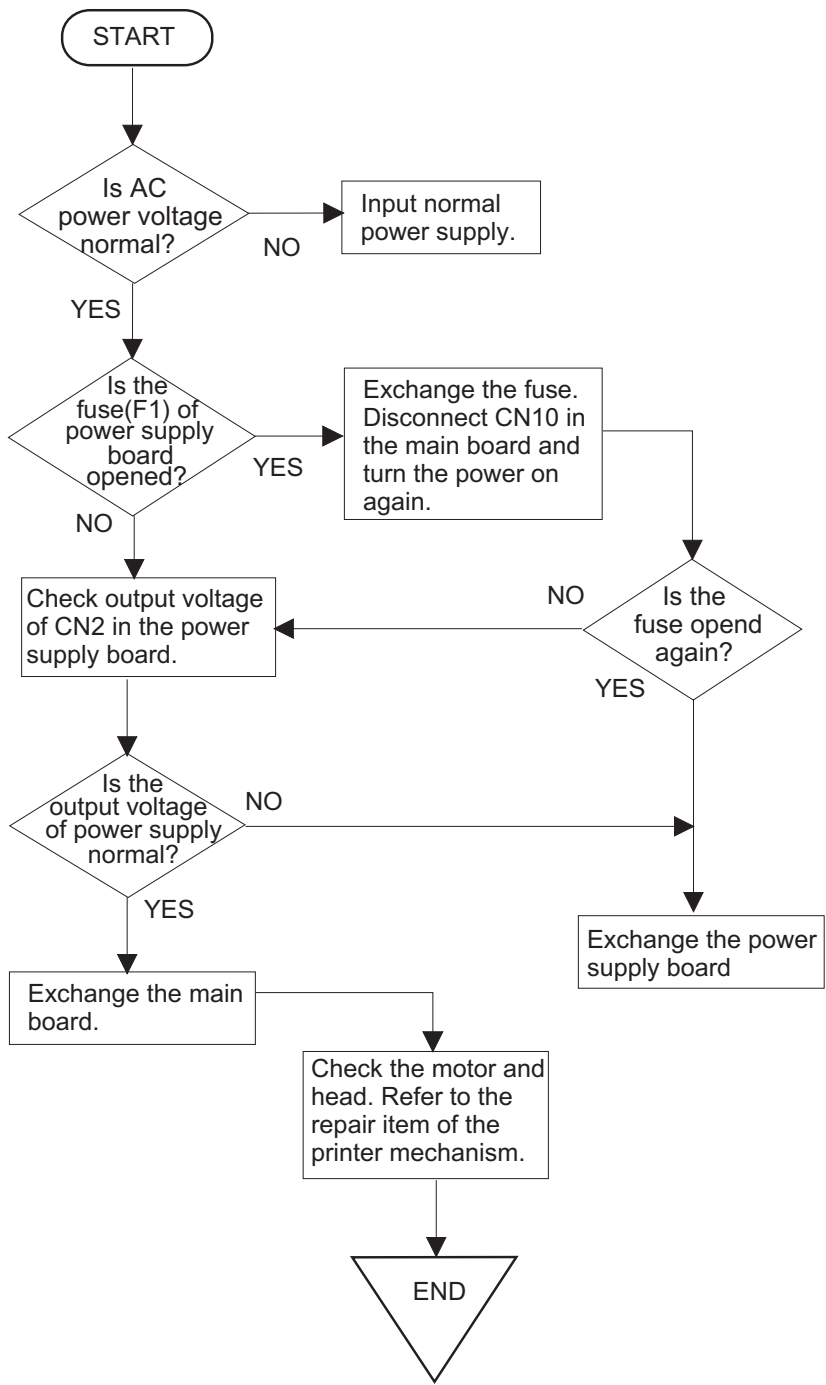 START
Is AC
power voltage
normal?
NO
Input normal
power supply.
YES
Is the
fuse(F1) of
power supply
board
opened?
YES
Exchange the fuse.
Disconnect CN10 in
the main board and
turn the power on
again.
NO
Check output voltage
of CN2 in the power
supply board.
NO
Is the
fuse opend
again?
YES
Is the
output voltage
of power supply
normal?
NO
YES
Exchange the power
supply board
Exchange the main
board.
Check the motor and
head. Refer to the
repair item of the
printer mechanism.
END